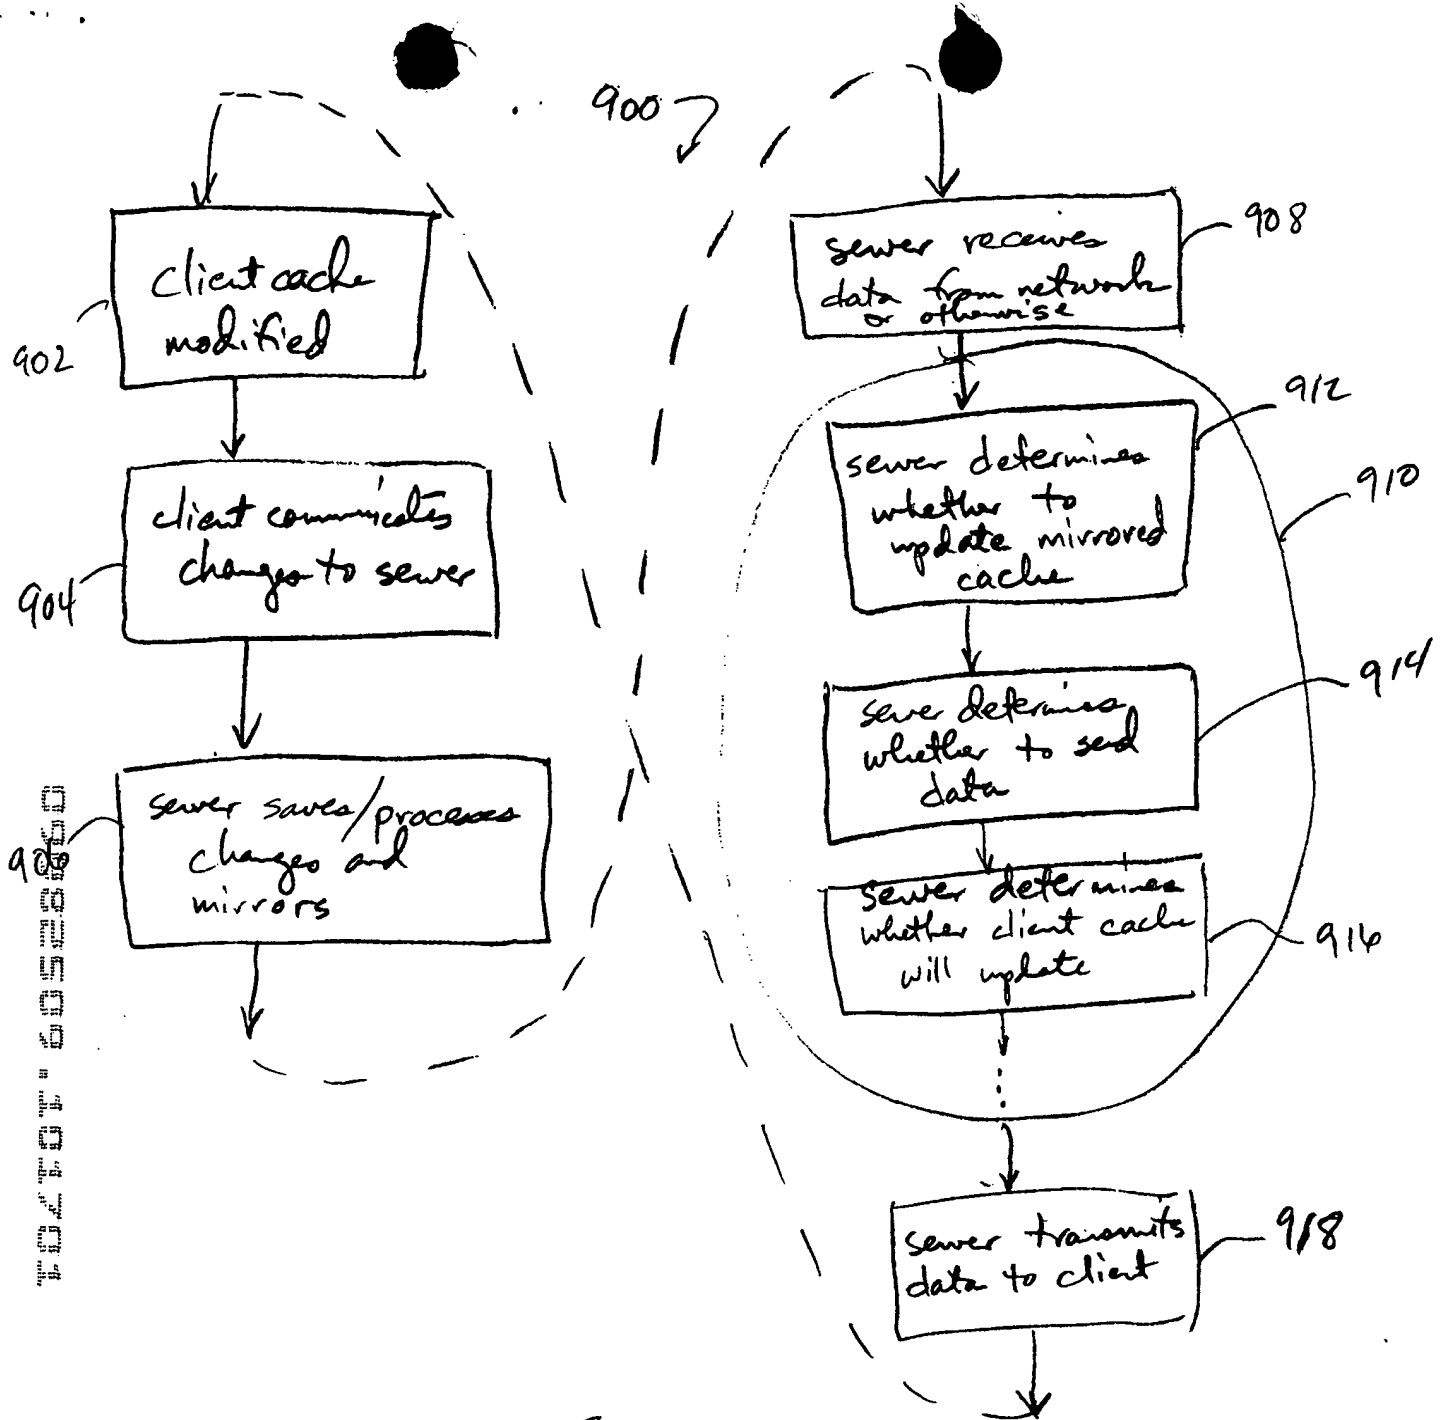 900
client cache
modified
902
client communicates
changes to server
904
server saves/processes
changes and
mirrors
906
server receives
data from network
or otherwise
908
server determines
whether to
update mirrored
cache
912
910
server determines
whether to send
data
914
server determines
whether client cache
will update
916
server transmits
data to client
918